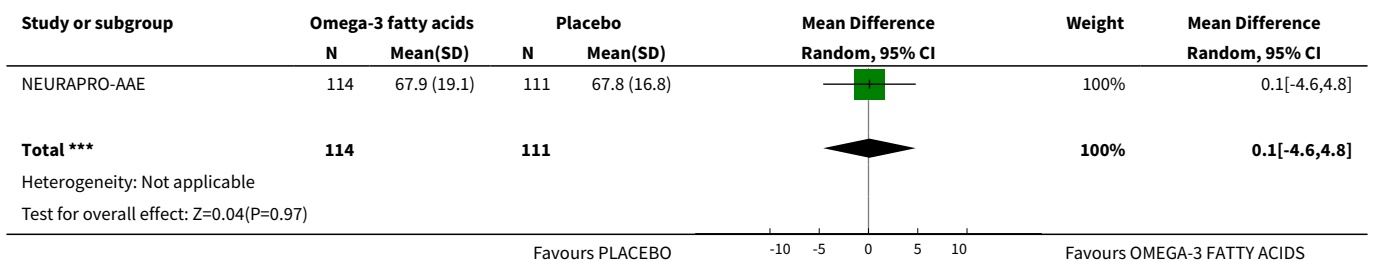 Study or subgroup Omega-3 fatty acids Placebo Mean Difference Weight Mean Difference
N Mean(SD) N Mean(SD) Random, 95% CI Random, 95% CI
NEURAPRO-AAE 114 67.9 (19.1) 111 67.8 (16.8) 100% 0.1[-4.6,4.8]
Total *** 114 111 100% 0.1[-4.6,4.8]
Heterogeneity: Not applicable
Test for overall effect: Z=0.04(P=0.97)
Favours PLACEBO -10 -5 0 5 10 Favours OMEGA-3 FATTY ACIDS